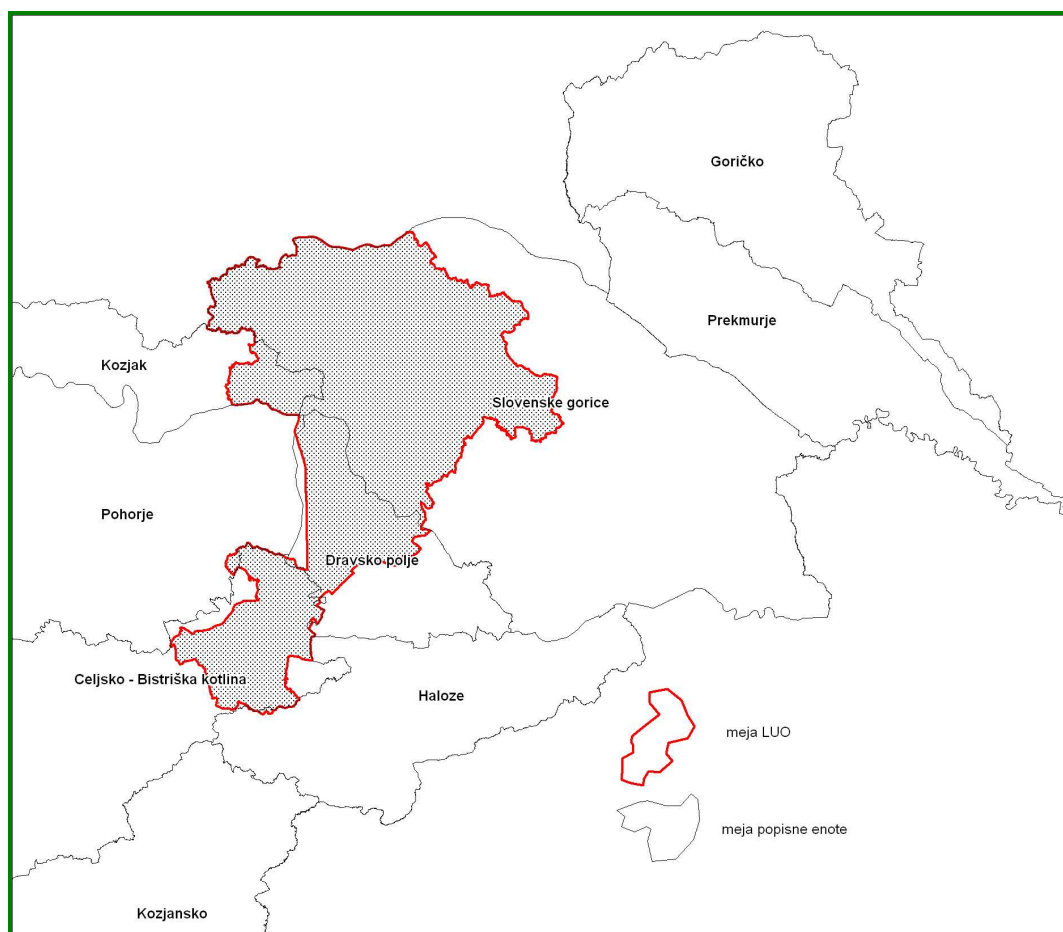 Goričko
Prekmurje
Kozjak
Slovenske gorice
Pohorje
Dravsko polje
Celjsko - Bistriška kotlina
Haloze
meja LUO
meja popisne enote
Kozjansko